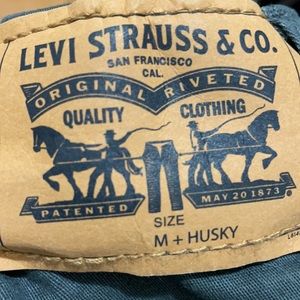 LEVI STRAUSS & CO.
SAN FRANCISCO
CAL.
ORIGINAL RIVETED
QUALITY CLOTHING
PATENTED MAY 20 1873
SIZE
M + HUSKY